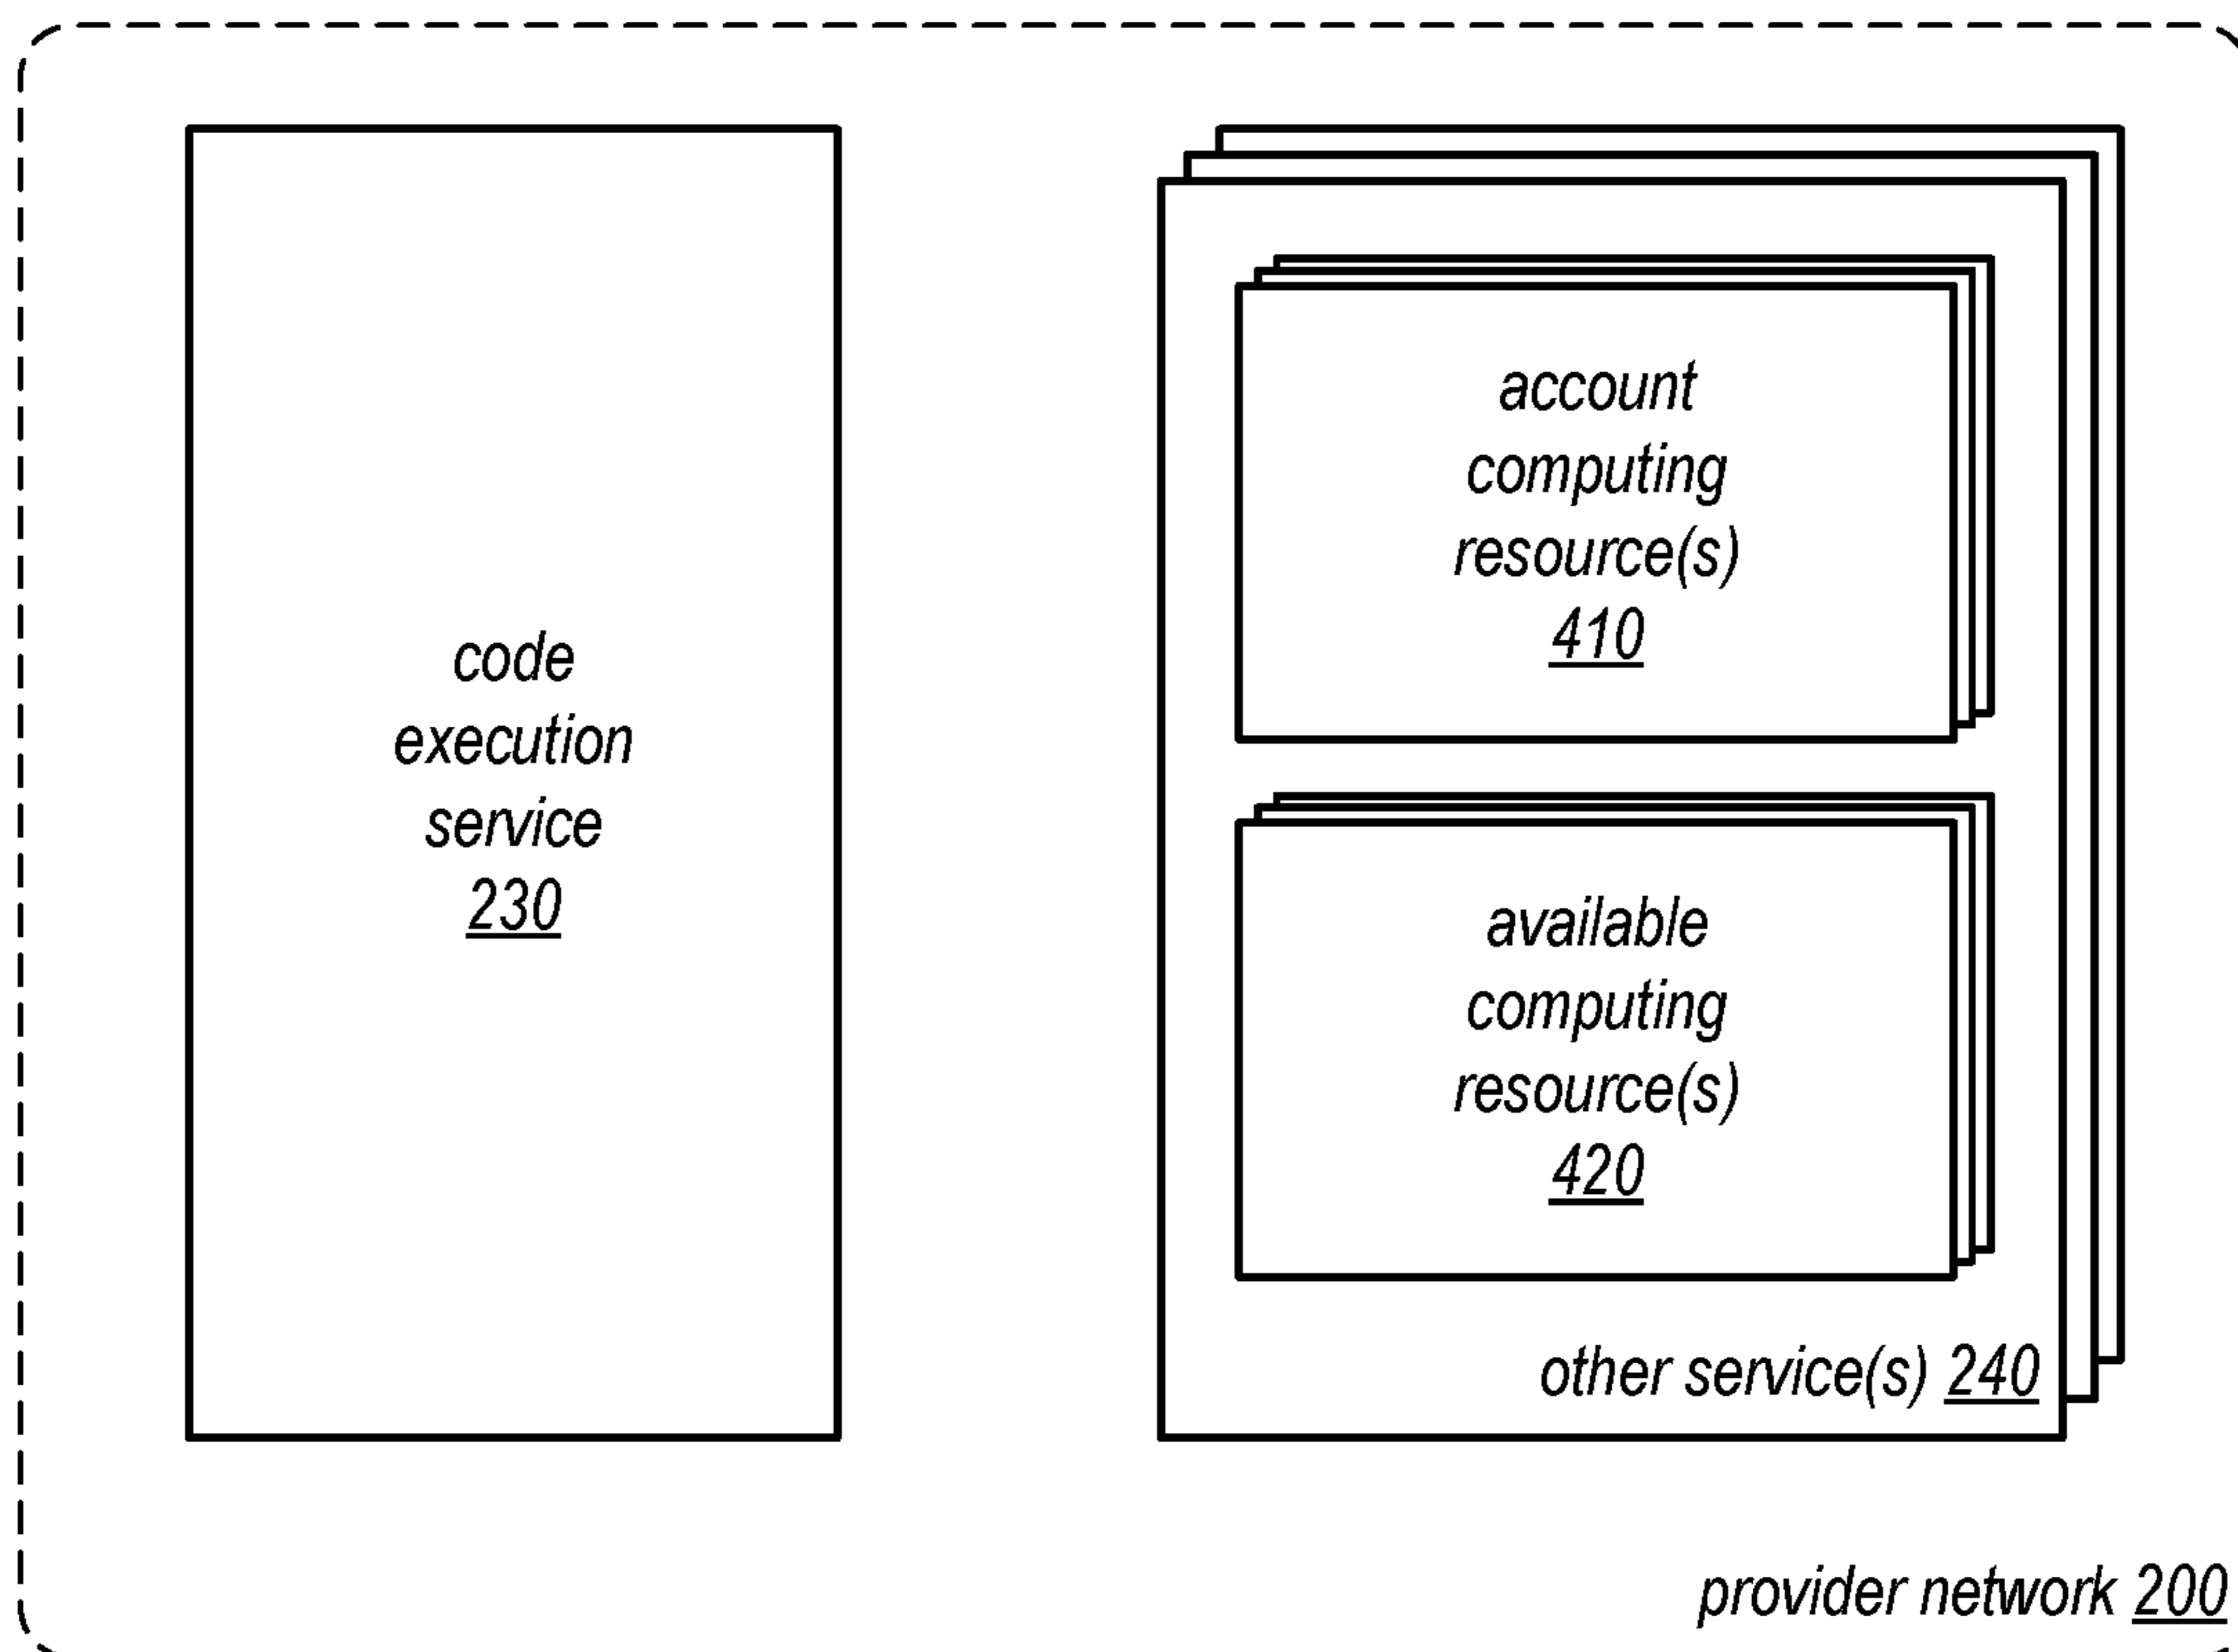 code
execution
service
230
account
computing
resource(s)
410
available
computing
resource(s)
420
other service(s) 240
provider network 200